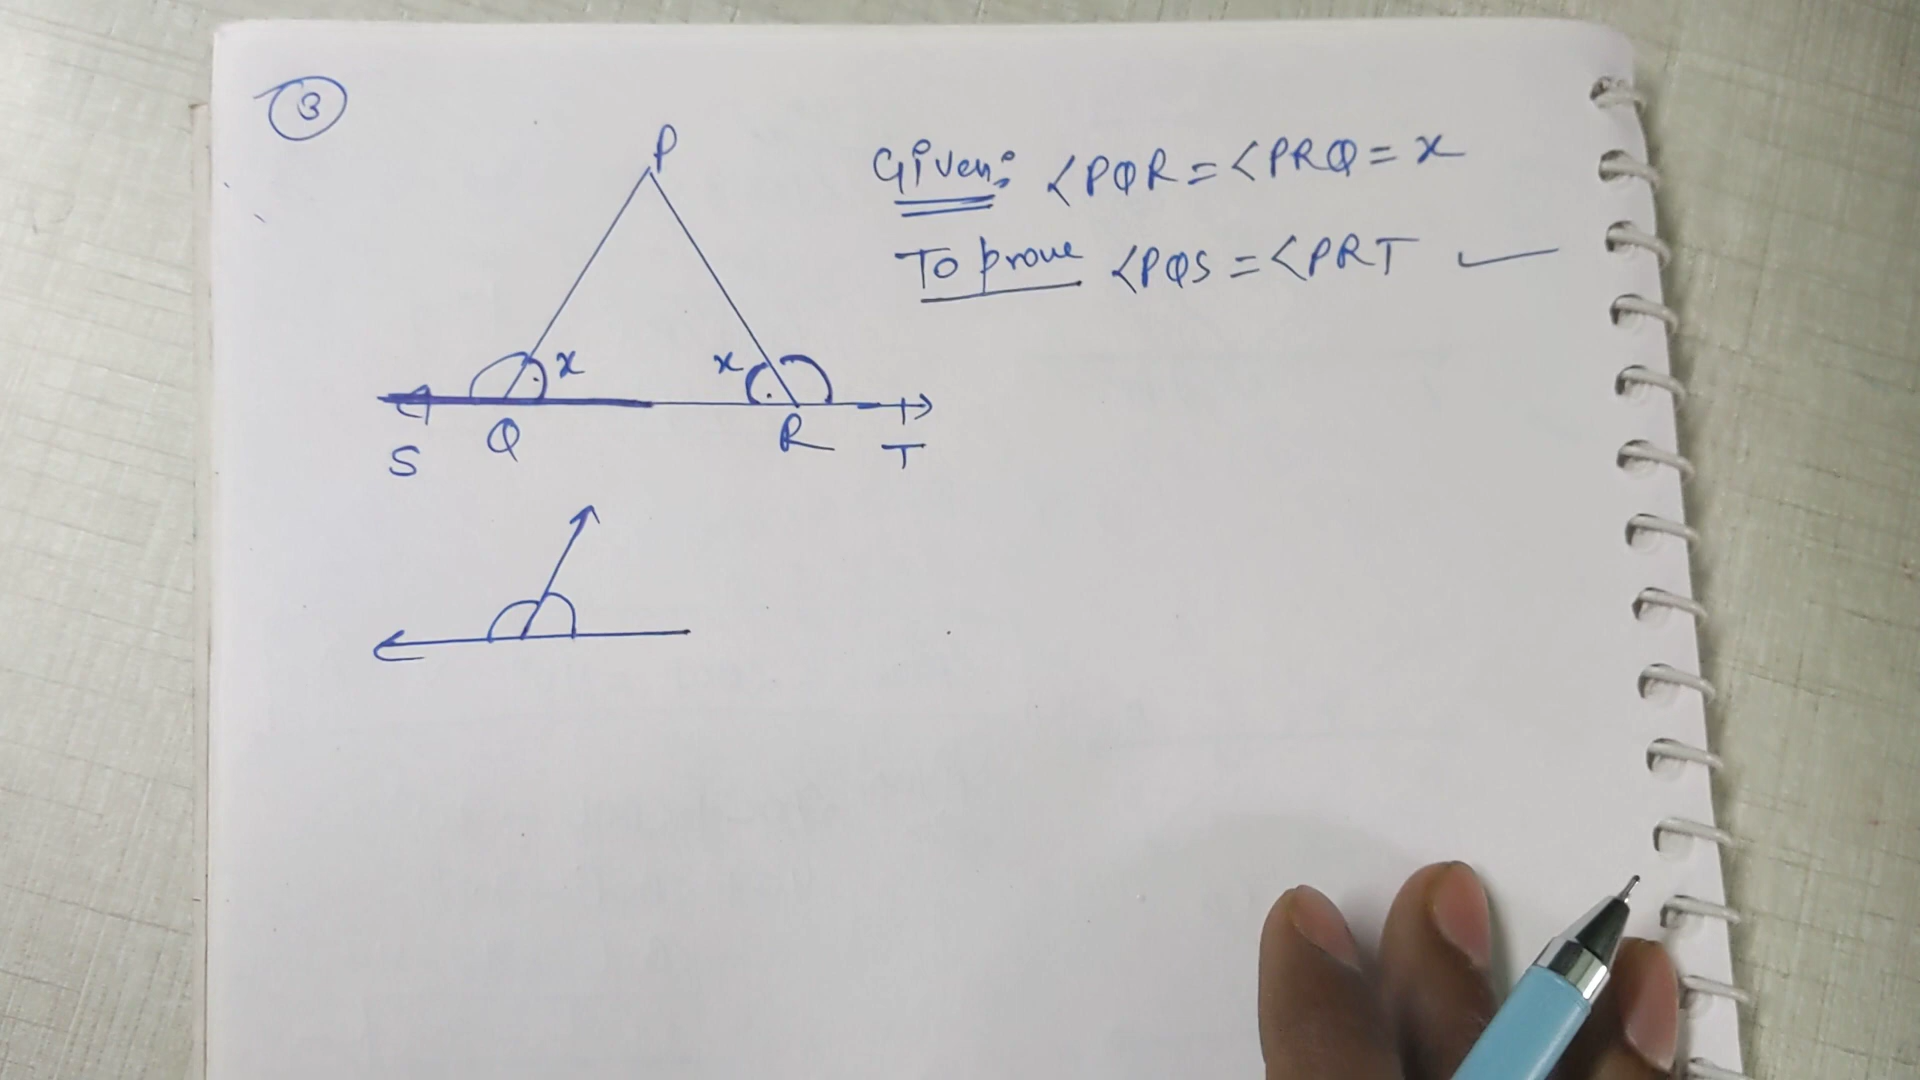 3
P
Given: <PQR = <PRQ = x
To prove <PQS = <PRT
x x
S Q R T